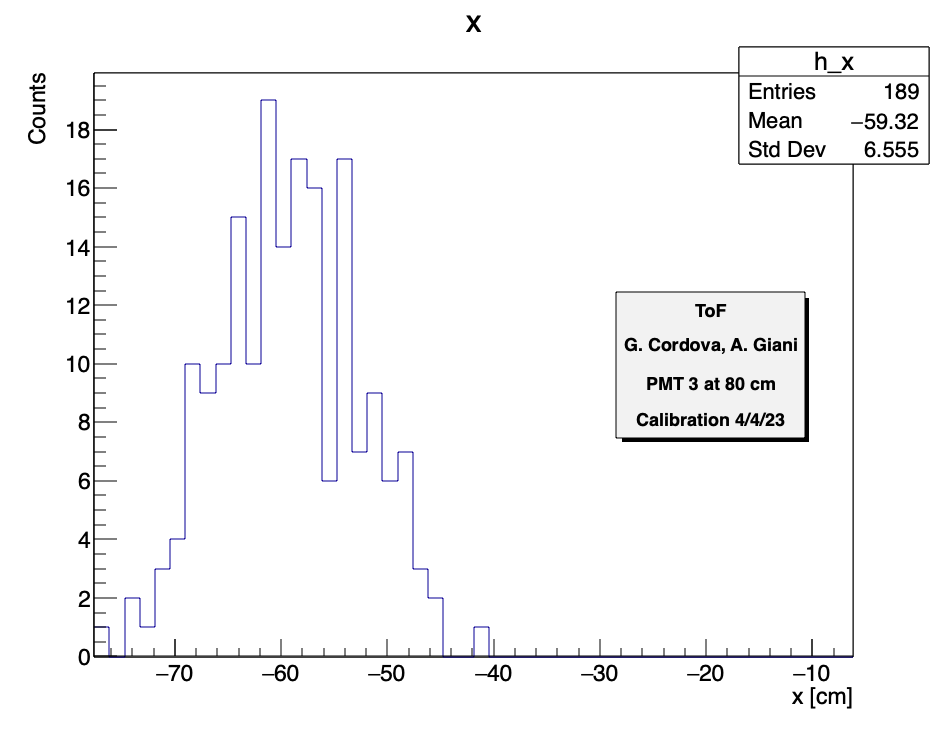 X
h_x
Entries 189
Mean −59.32
Std Dev 6.555
Counts
18
16
14
12
10
8
6
4
2
0
ToF
G. Cordova, A. Giani
PMT 3 at 80 cm
Calibration 4/4/23
−70 −60 −50 −40 −30 −20 −10
x [cm]